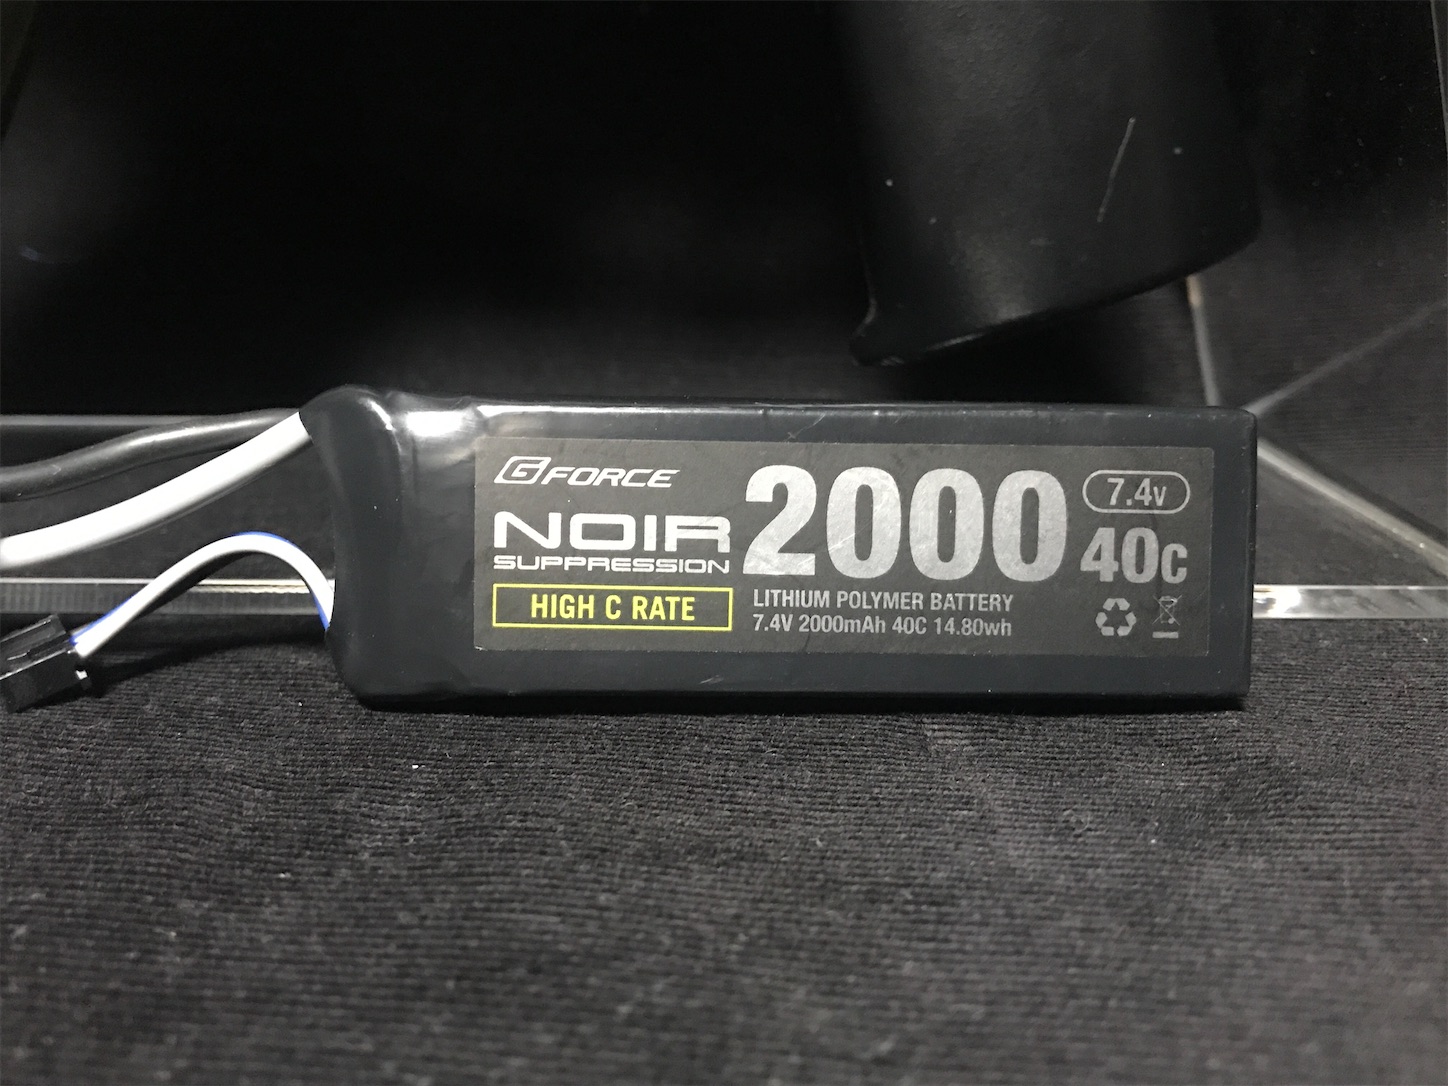 GFORCE
NOIR
SUPPRESSION
HIGH C RATE
2000
7.4v
40c
LITHIUM POLYMER BATTERY
7.4V 2000mAh 40C 14.80wh